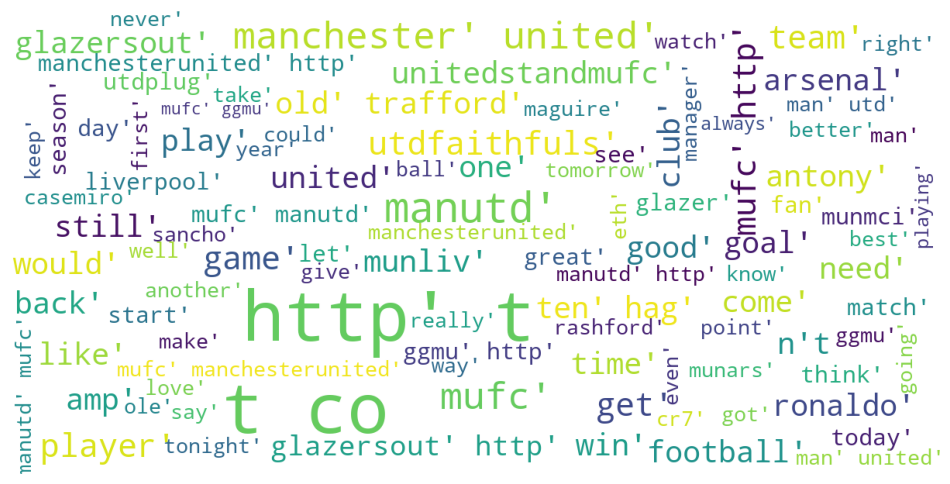 never'
glazersout'
manchester' united'
watch'
team'
right'
manchesterunited' http'
utdplug'
unitedstandmufc'
http'
arsenal'
take'
mufc' ggmu'
old' trafford'
maguire'
manager'
man' utd'
keep'
season'
day'
first'
play'
year'
could'
utdfaithfuls'
see'
club'
always'
better'
man'
liverpool'
united'
ball'
one'
tomorrow'
mufc'
antony'
casemiro'
still'
sancho'
mufc' manutd'
manutd'
manchesterunited'
eth'
glazer'
fan'
munmci'
playing'
would'
well'
game'
let'
give'
munliv'
great'
good'
goal'
manutd' http'
know'
best'
need'
back'
another'
start'
http' t
really'
ten' hag'
come'
match
rashford'
point'
mufc'
like'
make'
mufc' manchesterunited'
ggmu' http'
way'
time'
even'
munars'
n't'
think'
ggmu'
going'
manutd'
amp'
love'
ole'
say'
t co
mufc'
get'
cr7'
got'
ronaldo'
player'
tonight'
glazersout' http'
win'
football'
today'
man' united'